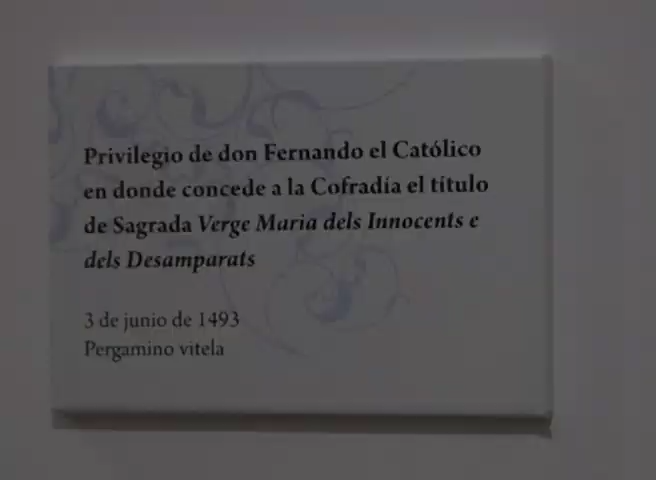 Privilegio de don Fernando el Católico
en donde concede a la Cofradía el título
de Sagrada Verge Maria dels Innocents e
dels Desamparats
3 de junio de 1493
Pergamino vitela